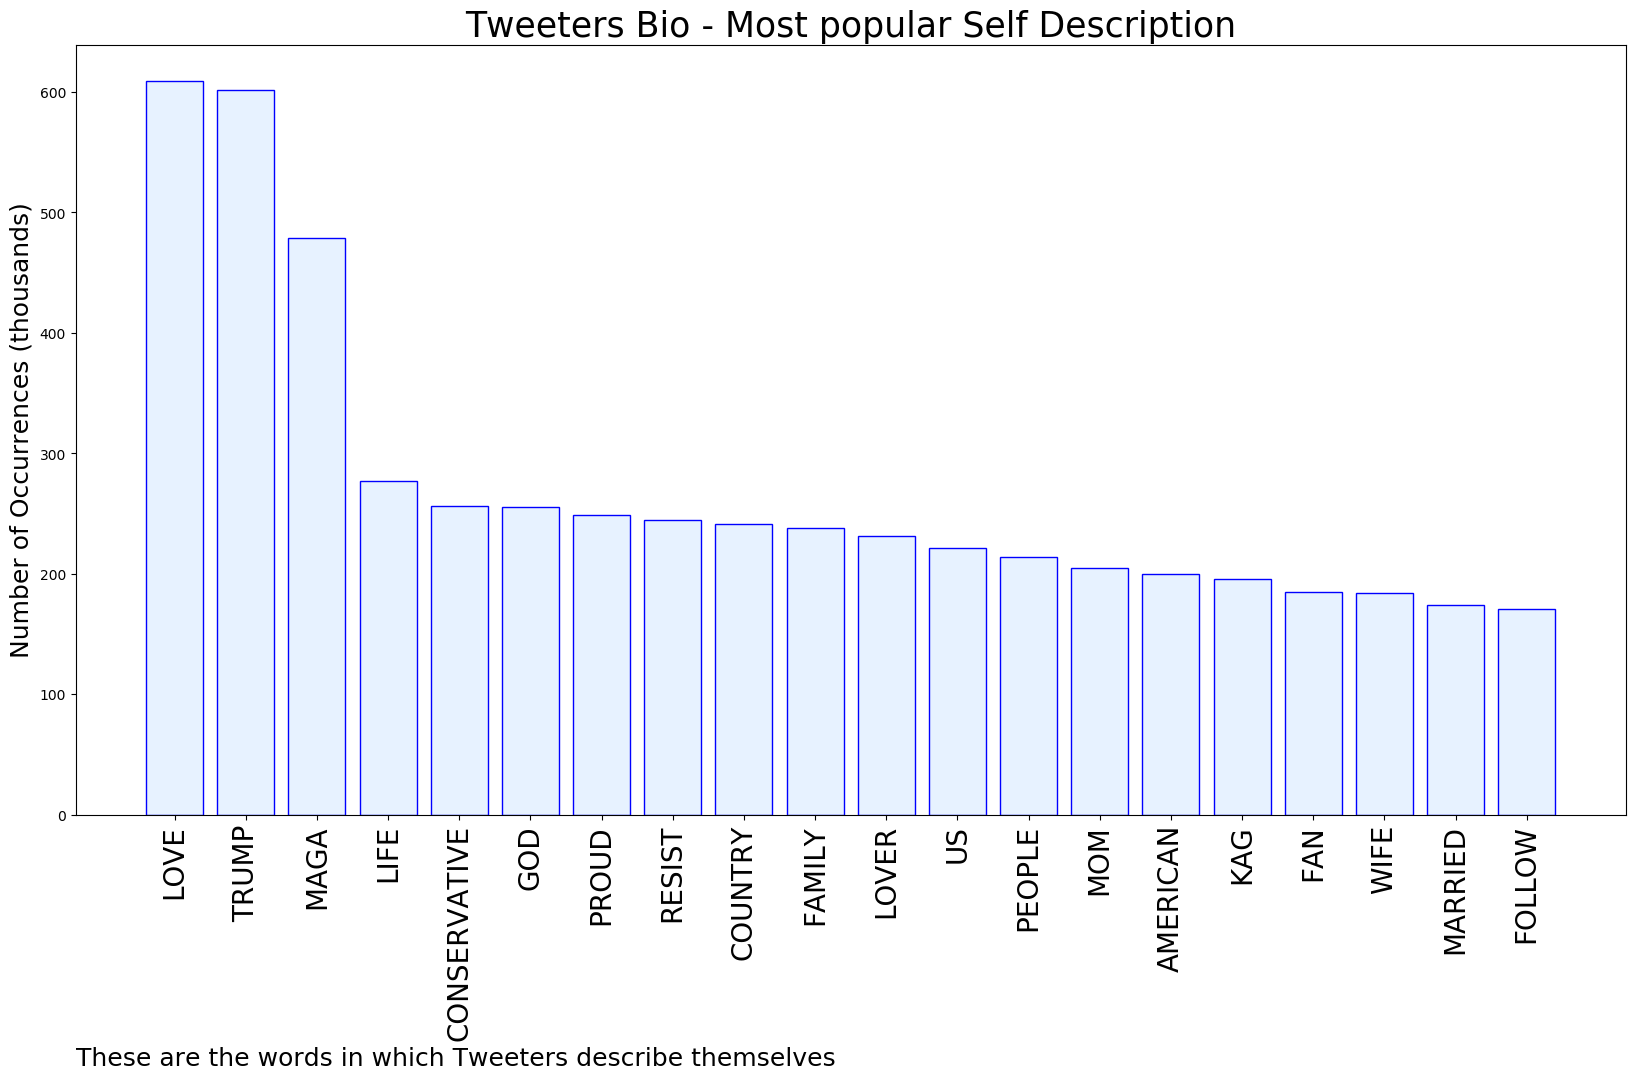 Tweeters Bio - Most popular Self Description
Number of Occurrences (thousands)
600
500
400
300
200
100
0
LOVE
TRUMP
MAGA
LIFE
CONSERVATIVE
GOD
PROUD
RESIST
COUNTRY
FAMILY
LOVER
US
PEOPLE
MOM
AMERICAN
KAG
FAN
WIFE
MARRIED
FOLLOW
These are the words in which Tweeters describe themselves